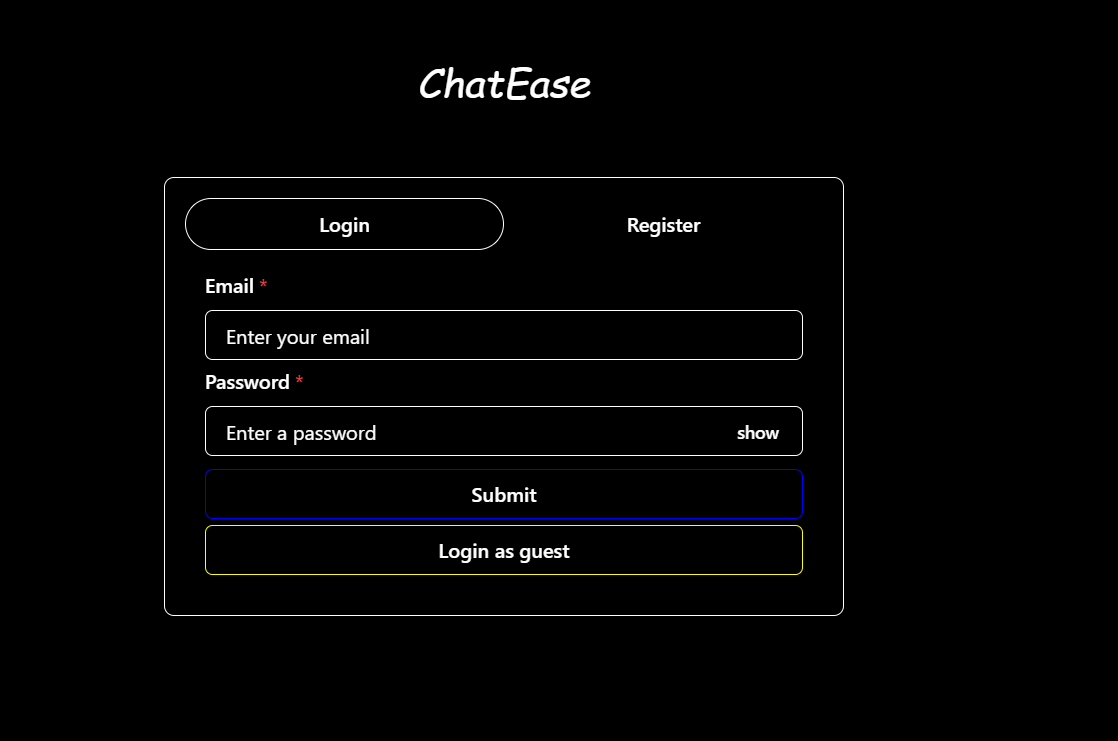 ChatEase
Login Register
Email *
Enter your email
Password *
Enter a password show
Submit
Login as guest